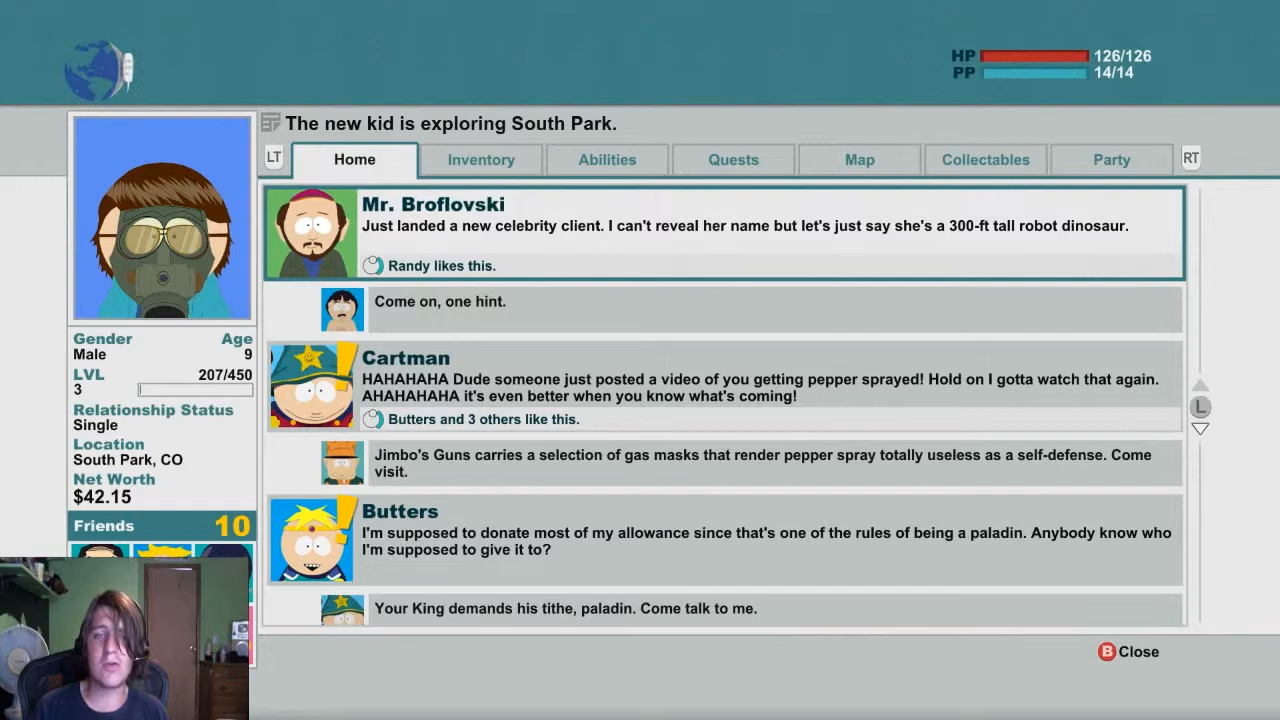 HP 126/126
PP 14/14
The new kid is exploring South Park.
LT Home Inventory Abilities Quests Map Collectables Party RT
Mr. Broflovski
Just landed a new celebrity client. I can't reveal her name but let's just say she's a 300-ft tall robot dinosaur.
Randy likes this.
Come on, one hint.
Cartman
HAHAHAHA Dude someone just posted a video of you getting pepper sprayed! Hold on I gotta watch that again.
AHAHAHAHA it's even better when you know what's coming!
Butters and 3 others like this.
Jimbo's Guns carries a selection of gas masks that render pepper spray totally useless as a self-defense. Come
visit.
Butters
I'm supposed to donate most of my allowance since that's one of the rules of being a paladin. Anybody know who
I'm supposed to give it to?
Your King demands his tithe, paladin. Come talk to me.
Gender Age
Male 9
LVL 207/450
3
Relationship Status
Single
Location
South Park, CO
Net Worth
$42.15
Friends 10
L
B Close